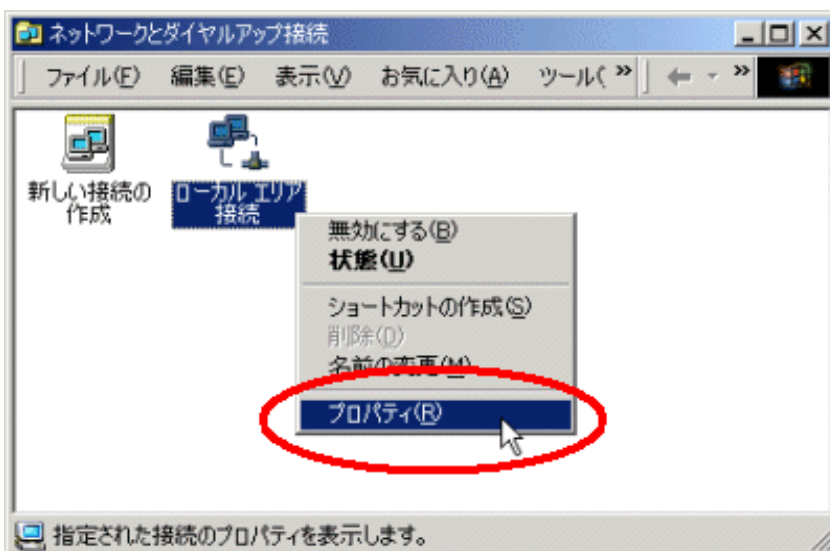 ネットワークとダイヤルアップ接続
ファイル(F) 編集(E) 表示(V) お気に入り(A) ツール( »  »
新しい接続の
作成
ローカル エリア
接続
無効にする(B)
状態(U)
ショートカットの作成(S)
削除(D)
名前の変更(M)
プロパティ(R)
指定された接続のプロパティを表示します。